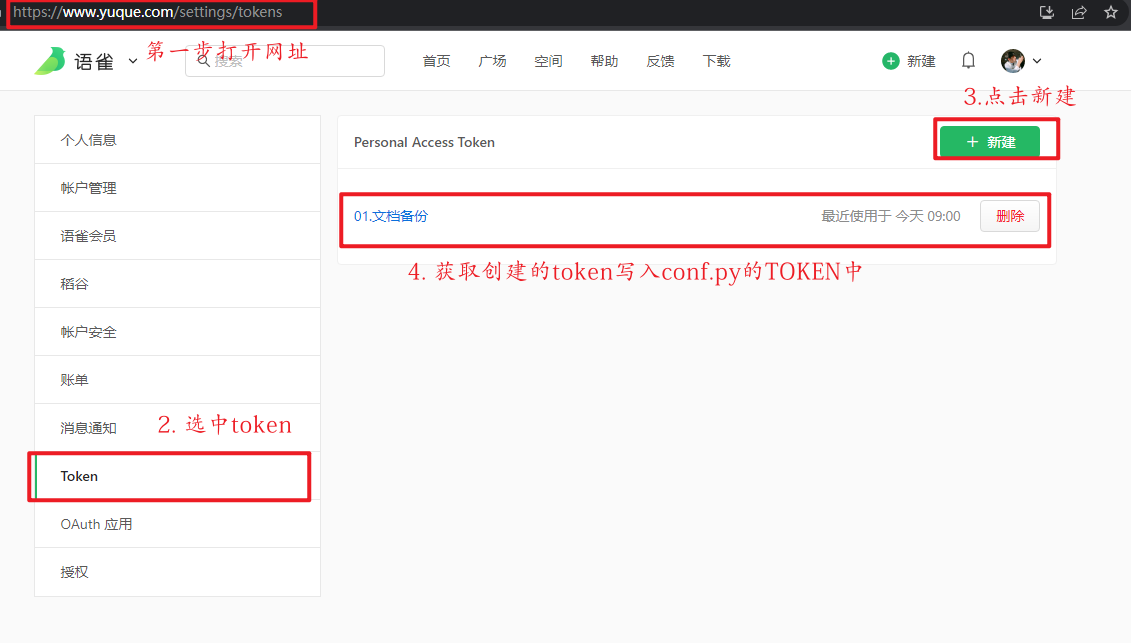 https://www.yuque.com/settings/tokens
第一步打开网址
语雀
搜索
首页 广场 空间 帮助 反馈 下载
新建
3.点击新建
个人信息
帐户管理
语雀会员
稻谷
帐户安全
账单
消息通知
2. 选中token
Token
OAuth 应用
授权
Personal Access Token
+ 新建
01.文档备份 最近使用于 今天 09:00 删除
4. 获取创建的token写入conf.py的TOKEN中